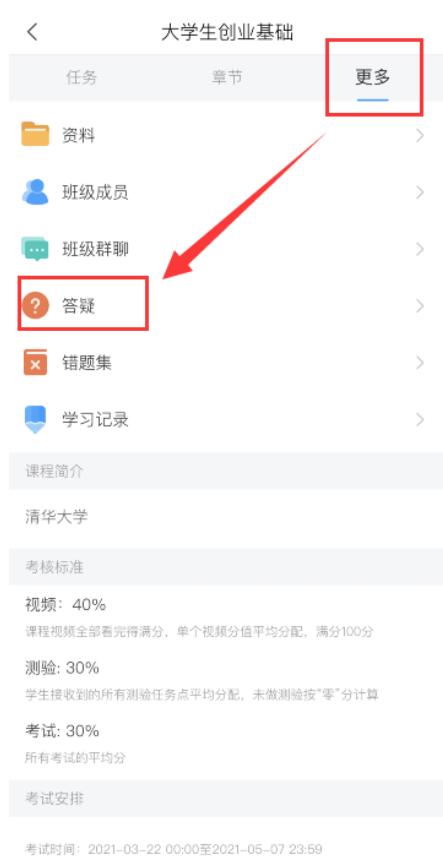 大学生创业基础
任务 章节 更多
资料
班级成员
班级群聊
答疑
错题集
学习记录
课程简介
清华大学
考核标准
视频：40%
课程视频全部看完得满分，单个视频分值平均分配，满分100分
测验: 30%
学生接收到的所有测验任务点平均分配，未做测验按“零”分计算
考试: 30%
所有考试的平均分
考试安排
考试时间：2021-03-22 00:00至2021-05-07 23:59